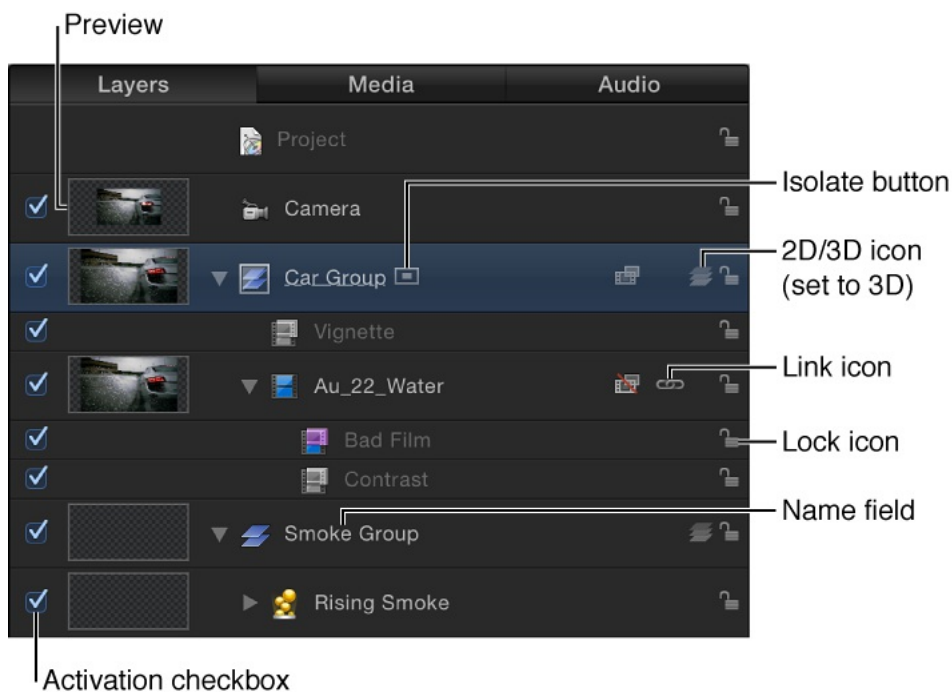 Preview
Layers
Media
Audio
Project
Camera
Isolate button
Car Group
2D/3D icon
(set to 3D)
Vignette
Au_22_Water
Link icon
Bad Film
Lock icon
Contrast
Name field
Smoke Group
Rising Smoke
Activation checkbox